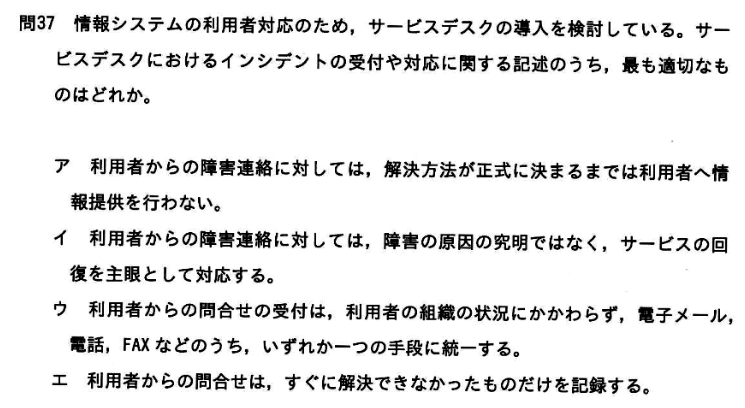 問37 情報システムの利用者対応のため，サービスデスクの導入を検討している。サー
ビスデスクにおけるインシデントの受付や対応に関する記述のうち，最も適切なも
のはどれか。
ア 利用者からの障害連絡に対しては，解決方法が正式に決まるまでは利用者へ情
報提供を行わない。
イ 利用者からの障害連絡に対しては，障害の原因の究明ではなく，サービスの回
復を主眼として対応する。
ウ 利用者からの問合せの受付は，利用者の組織の状況にかかわらず，電子メール，
電話，FAX などのうち，いずれか一つの手段に統一する。
エ 利用者からの問合せは，すぐに解決できなかったものだけを記録する。